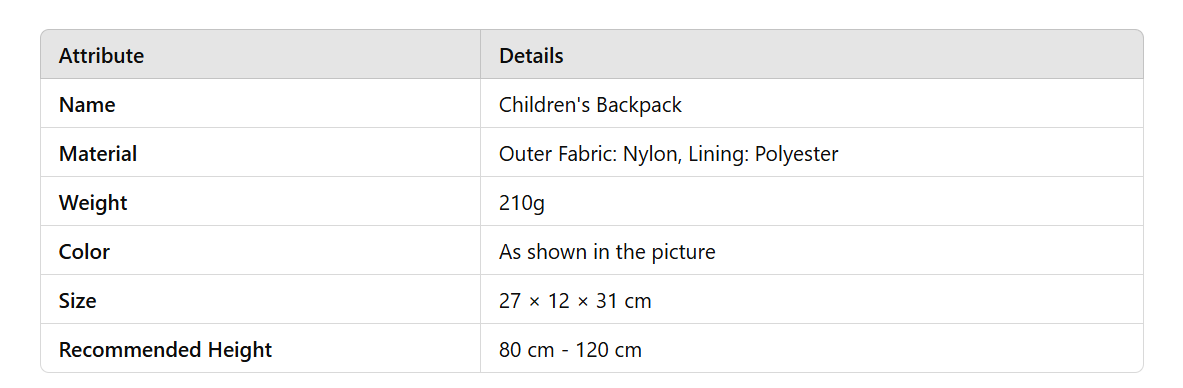 Attribute Details
Name Children's Backpack
Material Outer Fabric: Nylon, Lining: Polyester
Weight 210g
Color As shown in the picture
Size 27 × 12 × 31 cm
Recommended Height 80 cm - 120 cm